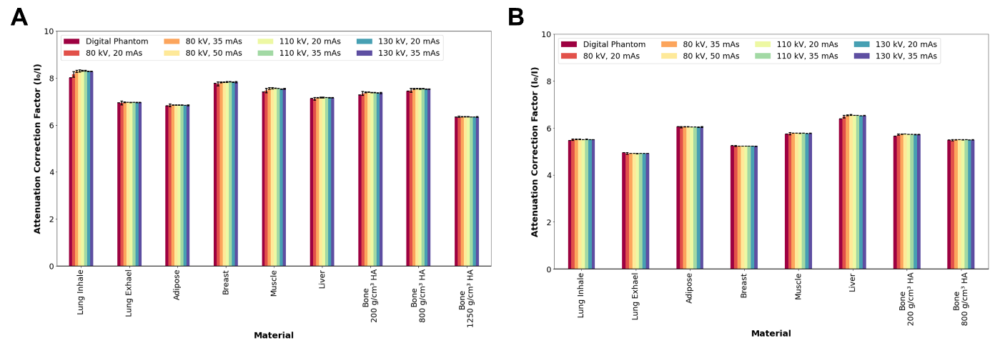 A
Attenuation Correction Factor (I₀/I)
10
8
6
4
2
0
Digital Phantom
80 kV, 20 mAs
80 kV, 35 mAs
80 kV, 50 mAs
110 kV, 20 mAs
110 kV, 35 mAs
130 kV, 20 mAs
130 kV, 35 mAs
Lung Inhale
Lung Exhael
Adipose
Breast
Muscle
Liver
Bone
200 g/cm³ HA
Bone
800 g/cm³ HA
Bone
1250 g/cm³ HA
Material
B
Attenuation Correction Factor (I₀/I)
10
8
6
4
2
0
Digital Phantom
80 kV, 20 mAs
80 kV, 35 mAs
80 kV, 50 mAs
110 kV, 20 mAs
110 kV, 35 mAs
130 kV, 20 mAs
130 kV, 35 mAs
Lung Inhale
Lung Exhael
Adipose
Breast
Muscle
Liver
Bone
200 g/cm³ HA
Bone
800 g/cm³ HA
Material